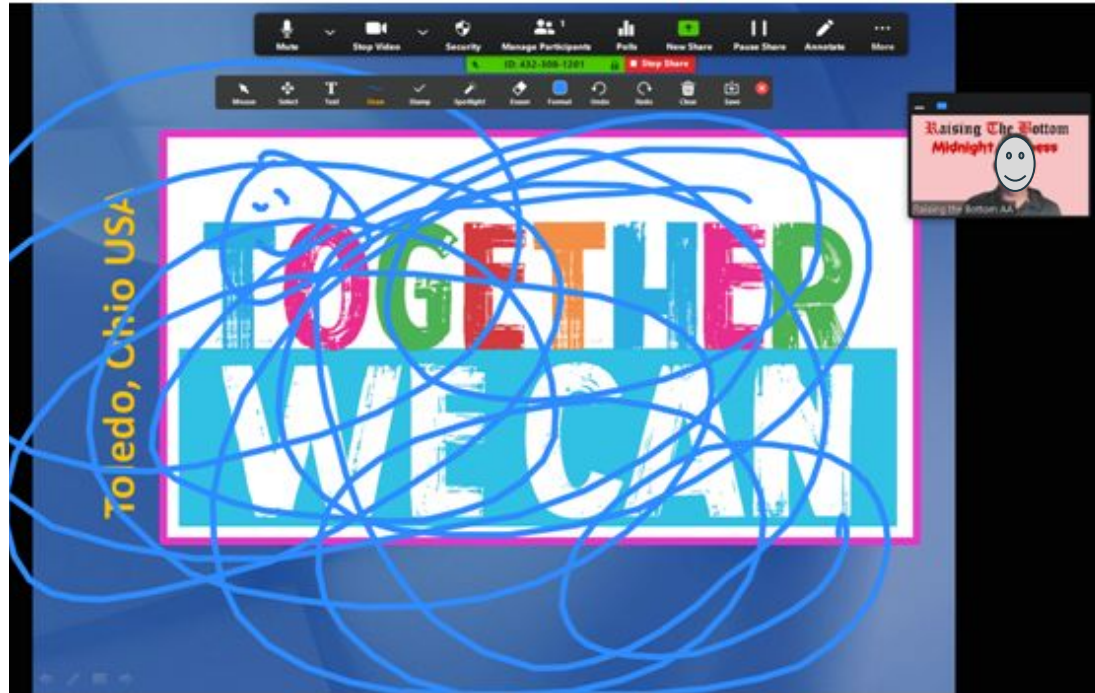 1
Mute Stop Video Security Manage Participants Polls New Share Pause Share Annotate More
ID: 432-306-1201 Stop Share
Mouse Select Text Draw Stamp Spotlight Eraser Format Undo Redo Clear Save
Raising The Bottom
Midnight
Raising the Bottom AA
Toledo, Ohio USA
TOGETHER
WE CAN